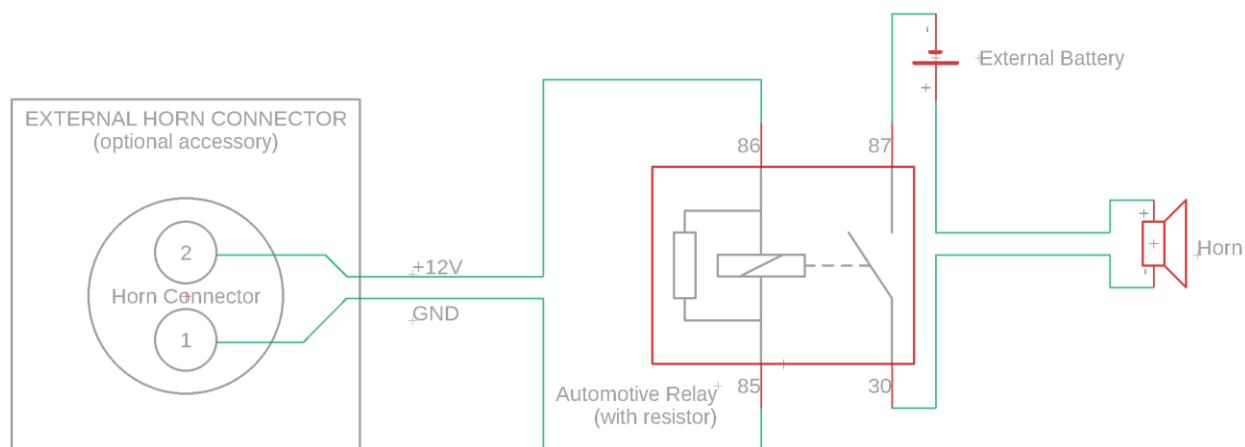 EXTERNAL HORN CONNECTOR
(optional accessory)
2
Horn Connector
1
+12V
GND
86
87
Automotive Relay
(with resistor)
85
30
-
External Battery
+
+
Horn
-